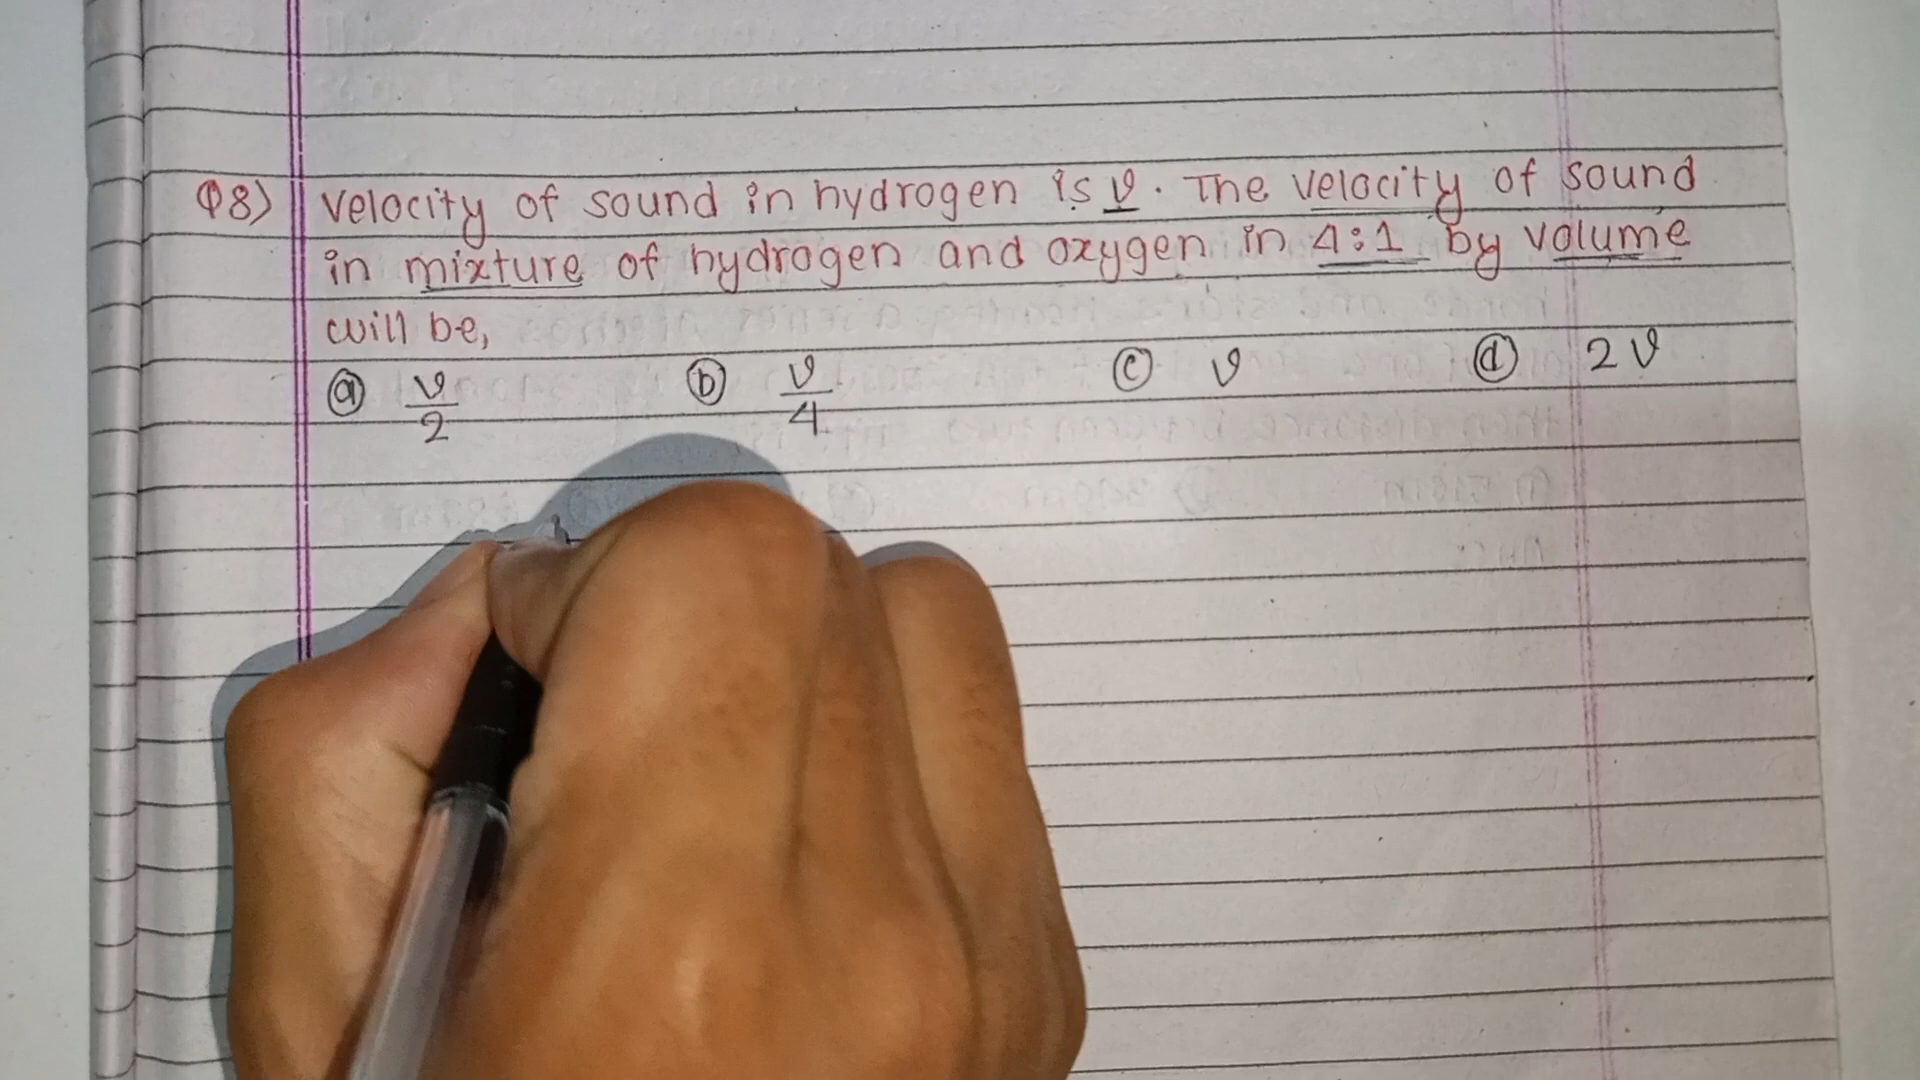 Q8) Velocity of sound in hydrogen is v. The velocity of sound
in mixture of hydrogen and oxygen in 4:1 by volume
will be,
(a) v/2 (b) v/4 (c) v (d) 2v